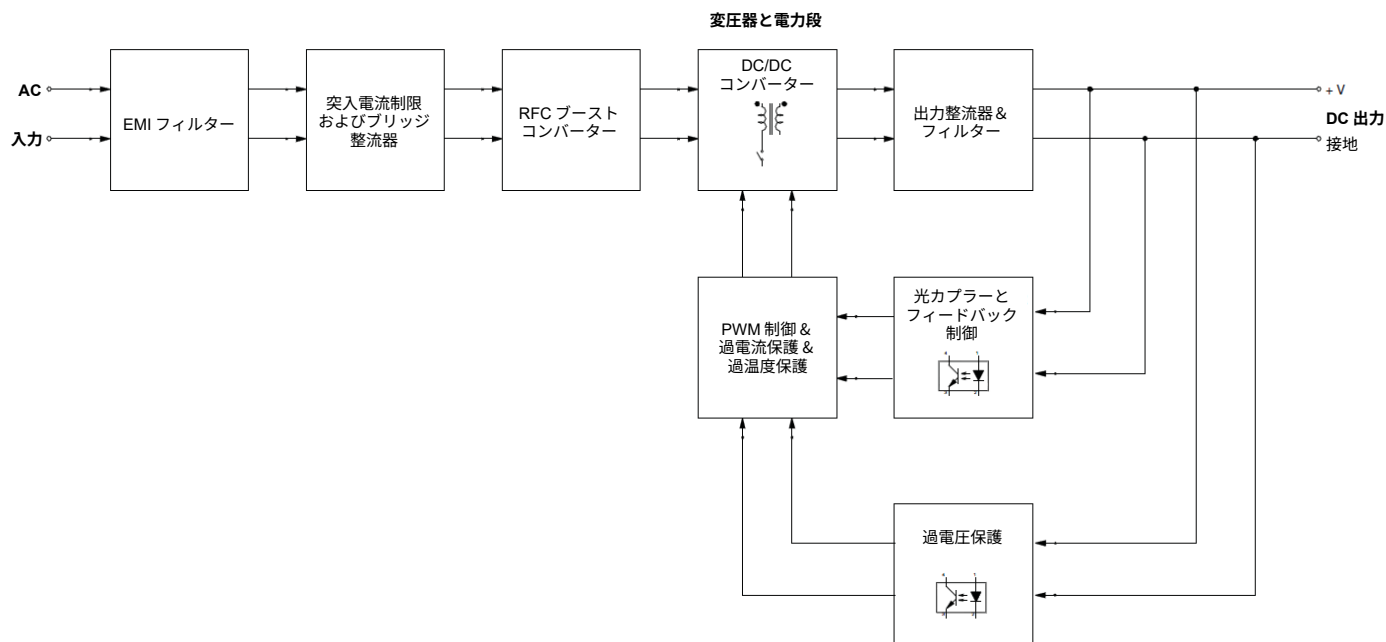 変圧器と電力段
AC
入力
EMI フィルター
突入電流制限
およびブリッジ
整流器
RFC ブースト
コンバーター
DC/DC
コンバーター
出力整流器＆
フィルター
+ V
DC 出力
接地
PWM 制御＆
過電流保護＆
過温度保護
光カプラーと
フィードバック
制御
過電圧保護